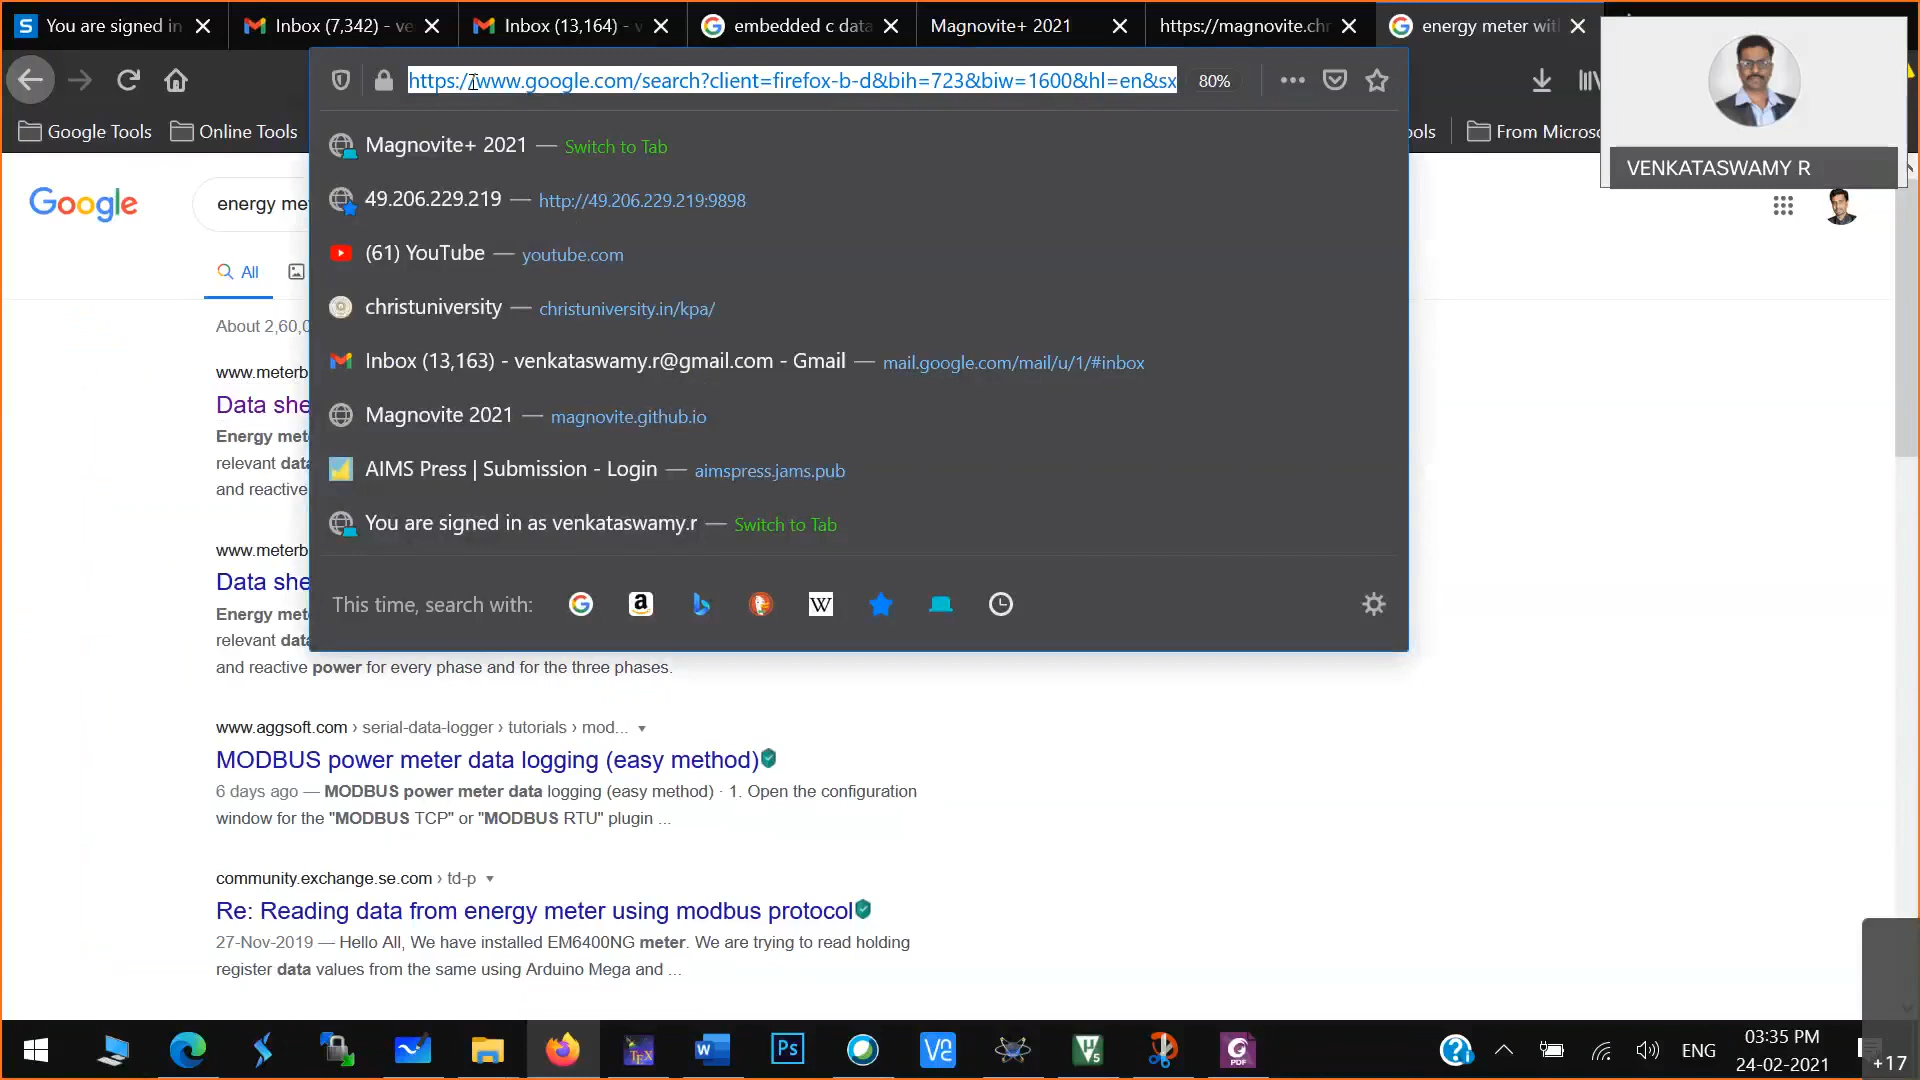 You are signed in
Inbox (7,342) - ve
Inbox (13,164) - v
embedded c data
Magnovite+ 2021
https://magnovite.chr
energy meter wit
https://www.google.com/search?client=firefox-b-d&bih=723&biw=1600&hl=en&sx
80%
Google Tools
Online Tools
ools
From Microso
VENKATASWAMY R
Google
energy me
Magnovite+ 2021 — Switch to Tab
49.206.229.219 — http://49.206.229.219:9898
(61) YouTube — youtube.com
christuniversity — christuniversity.in/kpa/
Inbox (13,163) - venkataswamy.r@gmail.com - Gmail — mail.google.com/mail/u/1/#inbox
Magnovite 2021 — magnovite.github.io
AIMS Press | Submission - Login — aimspress.jams.pub
You are signed in as venkataswamy.r — Switch to Tab
This time, search with:
All
About 2,60,0
www.meterb
Data she
Energy met
relevant data
and reactive
www.meterb
Data she
Energy met
relevant data
and reactive power for every phase and for the three phases.
www.aggsoft.com › serial-data-logger › tutorials › mod...
MODBUS power meter data logging (easy method)
6 days ago — MODBUS power meter data logging (easy method) · 1. Open the configuration
window for the "MODBUS TCP" or "MODBUS RTU" plugin ...
community.exchange.se.com › td-p
Re: Reading data from energy meter using modbus protocol
27-Nov-2019 — Hello All, We have installed EM6400NG meter. We are trying to read holding
register data values from the same using Arduino Mega and ...
ENG
03:35 PM
24-02-2021
+17